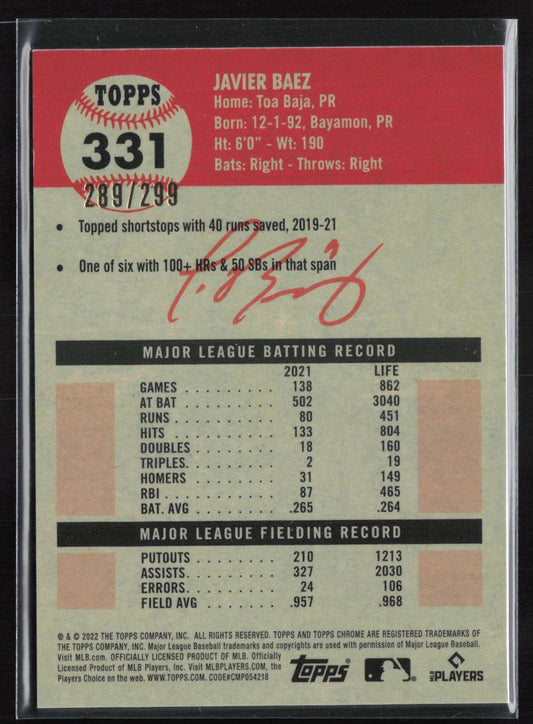 JAVIER BAEZ
Home: Toa Baja, PR
Born: 12-1-92, Bayamon, PR
Ht: 6'0" - Wt: 190
Bats: Right - Throws: Right
TOPPS
331
289/299
• Topped shortstops with 40 runs saved, 2019-21
• One of six with 100+ HRs & 50 SBs in that span
MAJOR LEAGUE BATTING RECORD
2021 LIFE
GAMES . . . . . . . . 138 862
AT BAT . . . . . . . . 502 3040
RUNS . . . . . . . . 80 451
HITS . . . . . . . . 133 804
DOUBLES . . . . . . . 18 160
TRIPLES. . . . . . . . 2 19
HOMERS . . . . . . . 31 149
RBI . . . . . . . . 87 465
BAT. AVG . . . . . . . .265 .264
MAJOR LEAGUE FIELDING RECORD
PUTOUTS . . . . . . . 210 1213
ASSISTS. . . . . . . . 327 2030
ERRORS . . . . . . . . 24 106
FIELD AVG . . . . . . .957 .968
® & © 2022 THE TOPPS COMPANY, INC. ALL RIGHTS RESERVED. TOPPS AND TOPPS CHROME ARE REGISTERED TRADEMARKS OF
THE TOPPS COMPANY, INC. Major League Baseball trademarks and copyrights are used with permission of Major League Baseball.
Visit MLB.com. OFFICIALLY LICENSED PRODUCT OF MLB
Players, Inc. Visit MLBPLAYERS.COM, the
Players Choice on the web. WWW.TOPPS.COM. CODE#CMP054218
Topps
MLB PLAYERS